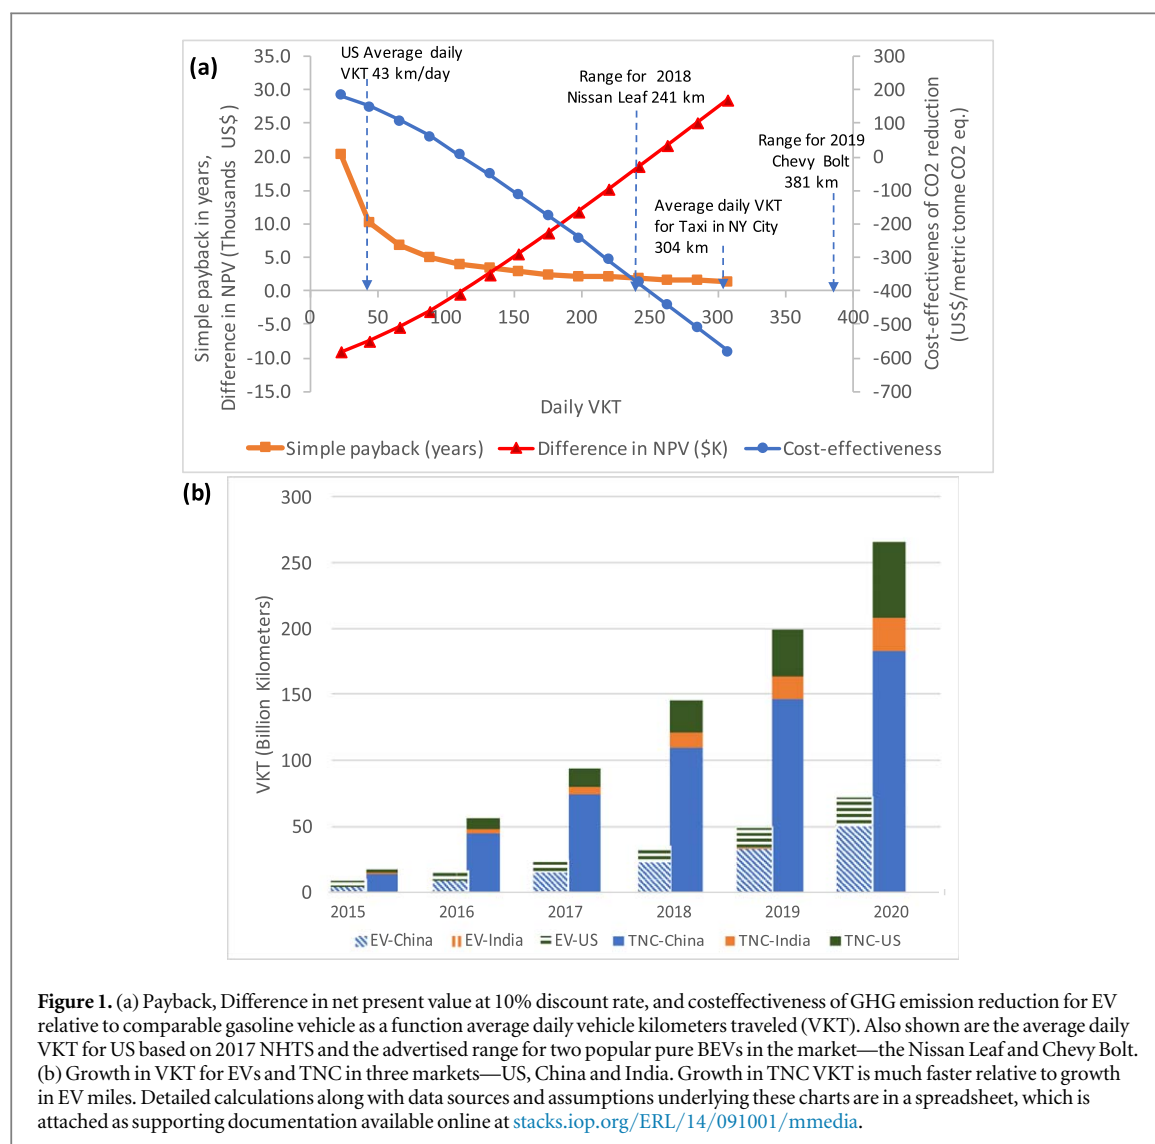 (a)
US Average daily
VKT 43 km/day
Range for 2018
Nissan Leaf 241 km
Range for 2019
Chevy Bolt
381 km
Average daily VKT
for Taxi in NY City
304 km
35.0
30.0
25.0
20.0
15.0
10.0
5.0
0.0
-5.0
-10.0
-15.0
Simple payback in years,
Difference in NPV (Thousands US$)
300
200
100
0
-100
-200
-300
-400
-500
-600
-700
Cost-effectivenes of CO2 reduction
(US$/metric tonne CO2 eq.)
0 50 100 150 200 250 300 350 400
Daily VKT
Simple payback (years) Difference in NPV ($K) Cost-effectiveness
(b)
300
250
200
150
100
50
0
VKT (Billion Kilometers)
2015 2016 2017 2018 2019 2020
EV-China EV-India EV-US TNC-China TNC-India TNC-US
Figure 1. (a) Payback, Difference in net present value at 10% discount rate, and costeffectiveness of GHG emission reduction for EV
relative to comparable gasoline vehicle as a function average daily vehicle kilometers traveled (VKT). Also shown are the average daily
VKT for US based on 2017 NHTS and the advertised range for two popular pure BEVs in the market—the Nissan Leaf and Chevy Bolt.
(b) Growth in VKT for EVs and TNC in three markets—US, China and India. Growth in TNC VKT is much faster relative to growth
in EV miles. Detailed calculations along with data sources and assumptions underlying these charts are in a spreadsheet, which is
attached as supporting documentation available online at stacks.iop.org/ERL/14/091001/mmedia.